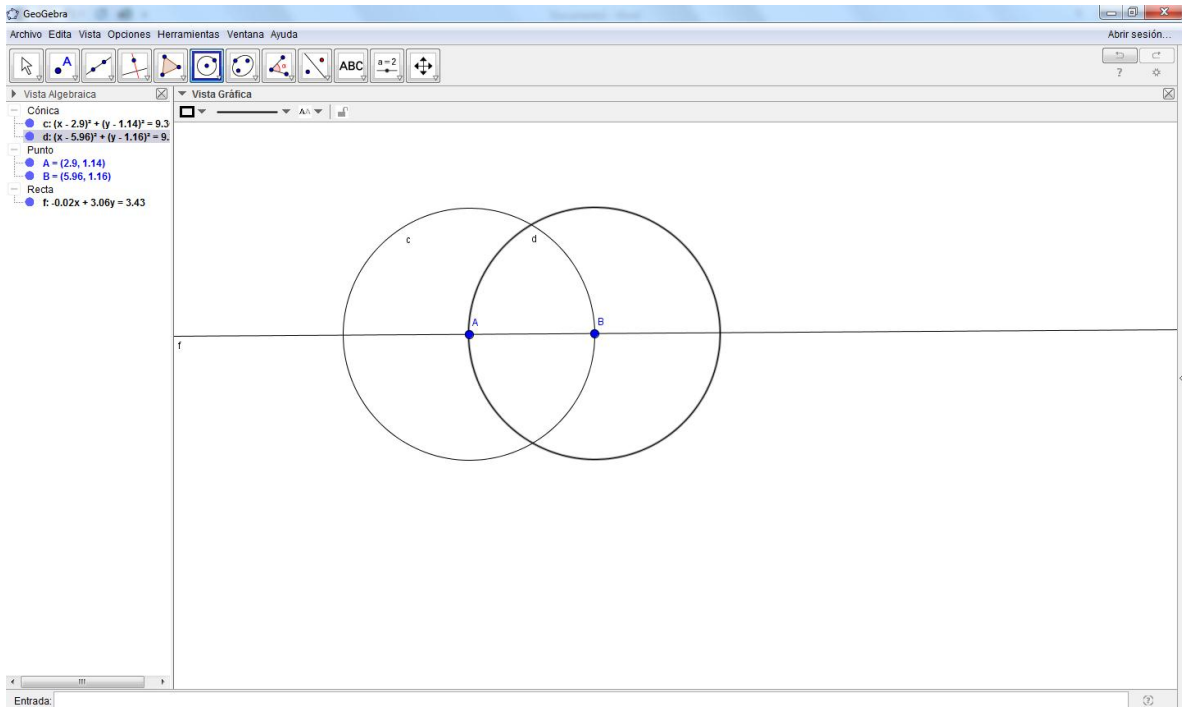 GeoGebra
Archivo Edita Vista Opciones Herramientas Ventana Ayuda
Abrir sesión...
A
α
ABC
a=2
?
Vista Algebraica
Vista Gráfica
Cónica
c: (x - 2.9)² + (y - 1.14)² = 9.3
d: (x - 5.96)² + (y - 1.16)² = 9.
Punto
A = (2.9, 1.14)
B = (5.96, 1.16)
Recta
f: -0.02x + 3.06y = 3.43
AA
c
d
A
B
f
Entrada:
?